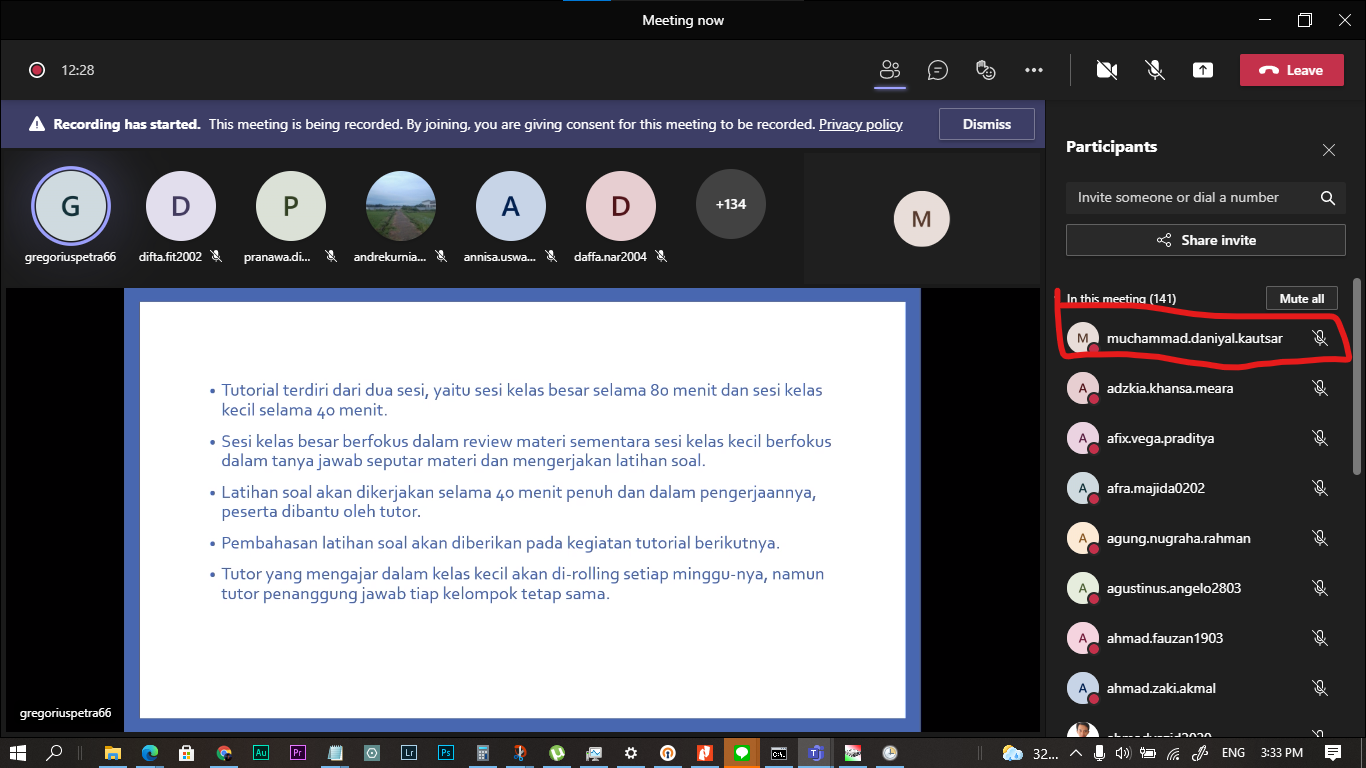 Meeting now
12:28
Leave
Recording has started. This meeting is being recorded. By joining, you are giving consent for this meeting to be recorded. Privacy policy
Dismiss
G
D
P
A
D
+134
M
gregoriuspetra66
difta.fit2002
pranawa.di...
andrekurnia...
annisa.uswa...
daffa.nar2004
• Tutorial terdiri dari dua sesi, yaitu sesi kelas besar selama 80 menit dan sesi kelas
kecil selama 40 menit.
• Sesi kelas besar berfokus dalam review materi sementara sesi kelas kecil berfokus
dalam tanya jawab seputar materi dan mengerjakan latihan soal.
• Latihan soal akan dikerjakan selama 40 menit penuh dan dalam pengerjaannya,
peserta dibantu oleh tutor.
• Pembahasan latihan soal akan diberikan pada kegiatan tutorial berikutnya.
• Tutor yang mengajar dalam kelas kecil akan di-rolling setiap minggu-nya, namun
tutor penanggung jawab tiap kelompok tetap sama.
gregoriuspetra66
Participants
Invite someone or dial a number
Share invite
In this meeting (141)
Mute all
M muchammad.daniyal.kautsar
A adzkia.khansa.meara
A afix.vega.praditya
A afra.majida0202
A agung.nugraha.rahman
A agustinus.angelo2803
A ahmad.fauzan1903
A ahmad.zaki.akmal
Au
Pr
Lr
Ps
32...
ENG
3:33 PM